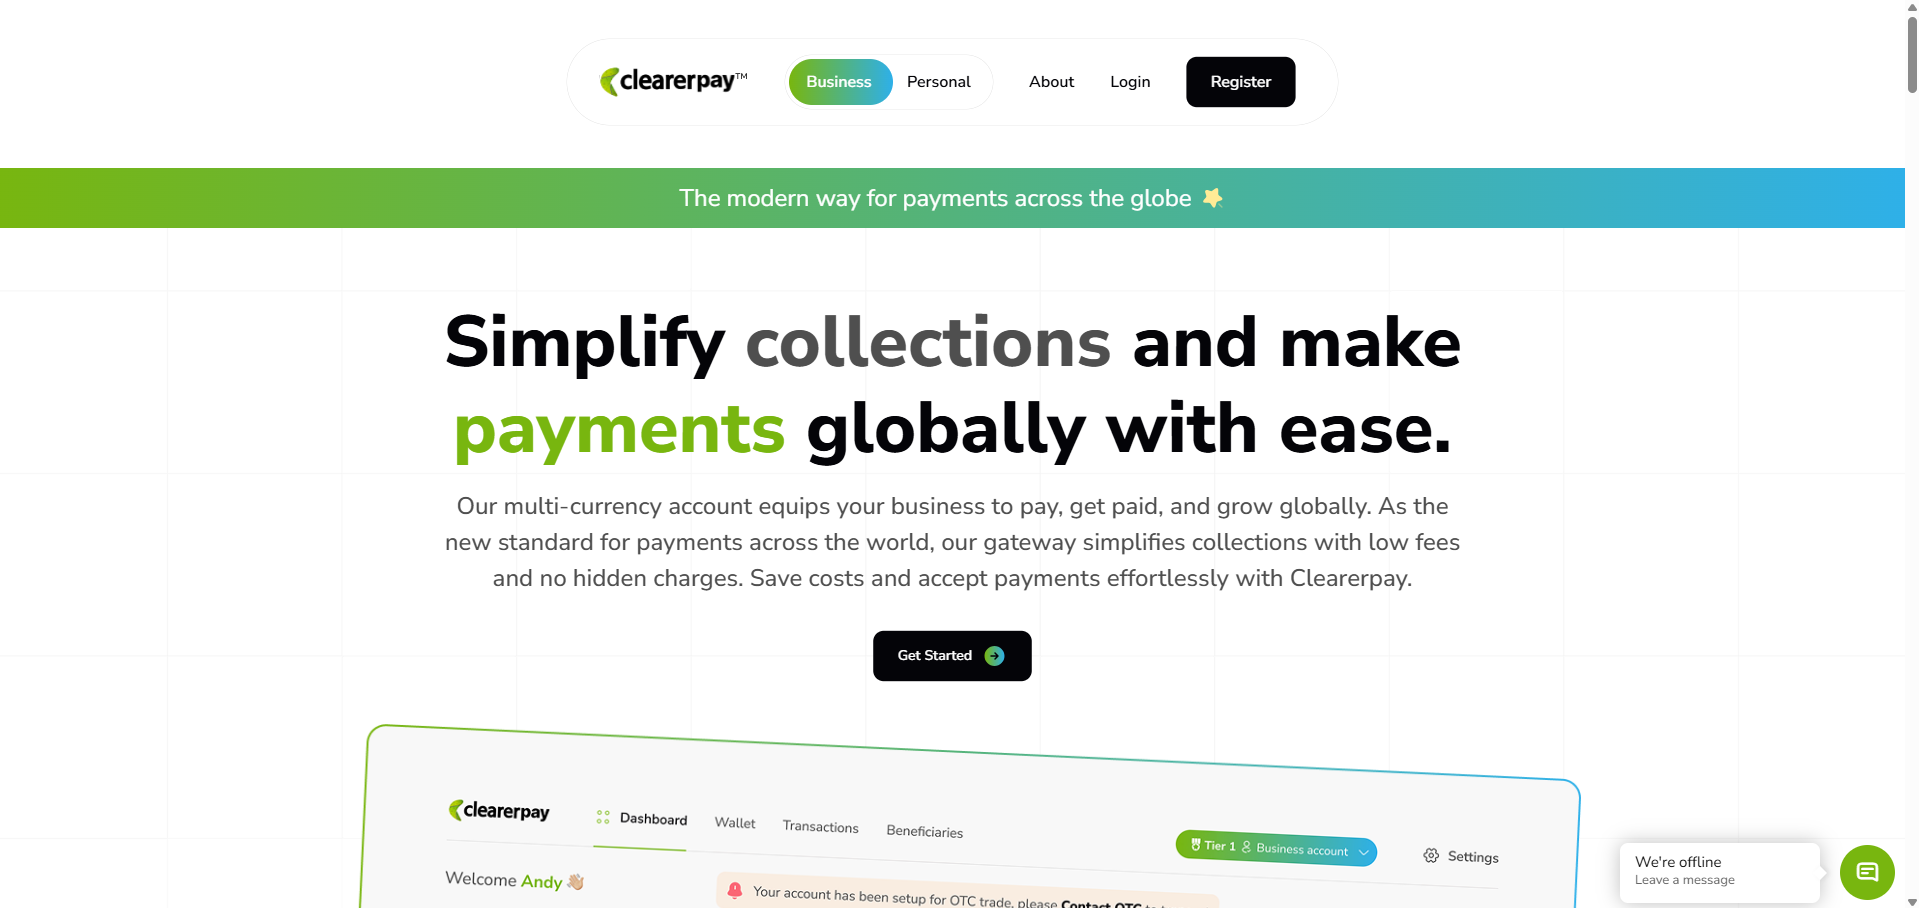 clearerpay™
Business
Personal
About
Login
Register
The modern way for payments across the globe
Simplify collections and make
payments globally with ease.
Our multi-currency account equips your business to pay, get paid, and grow globally. As the
new standard for payments across the world, our gateway simplifies collections with low fees
and no hidden charges. Save costs and accept payments effortlessly with Clearerpay.
Get Started
clearerpay
Dashboard
Wallet
Transactions
Beneficiaries
Tier 1
Business account
Settings
Welcome Andy 👋🏼
Your account has been setup for OTC trade, please Contact OTC
We're offline
Leave a message